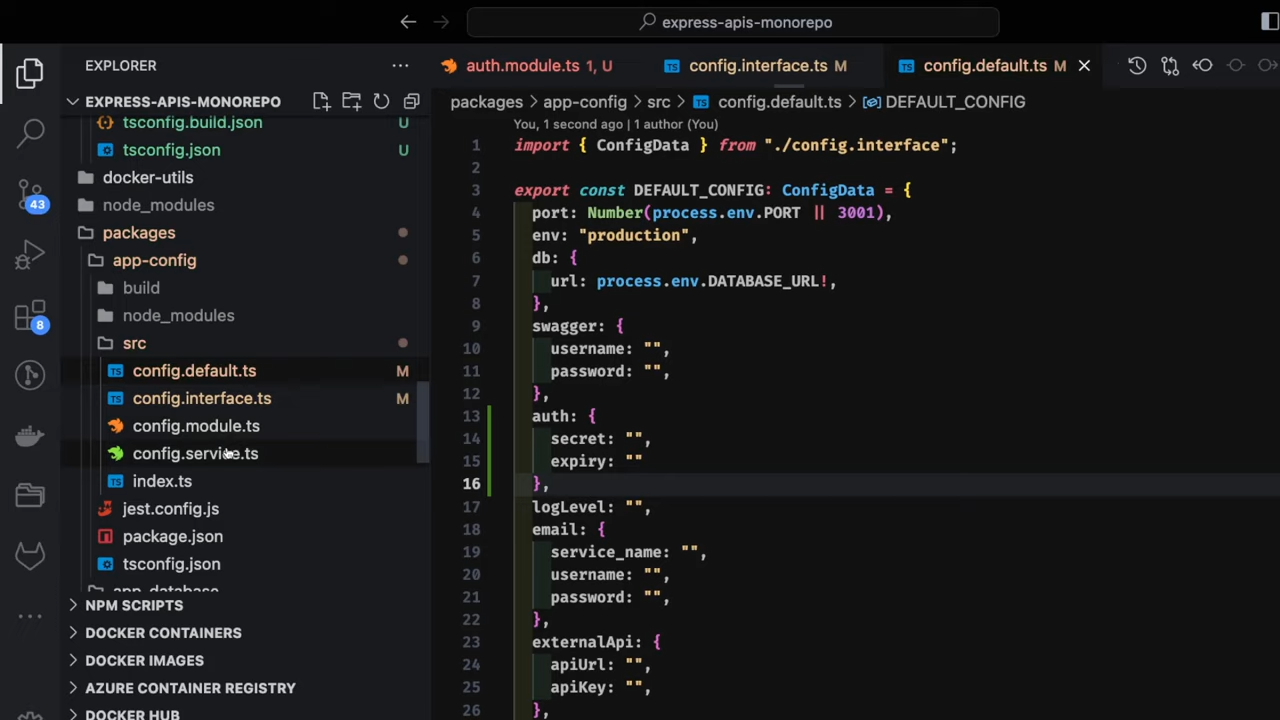 express-apis-monorepo
EXPLORER
EXPRESS-APIS-MONOREPO
tsconfig.build.json U
tsconfig.json U
docker-utils
node_modules
packages
app-config
build
node_modules
src
config.default.ts M
config.interface.ts M
config.module.ts
config.service.ts
index.ts
jest.config.js
package.json
tsconfig.json
app_database
NPM SCRIPTS
DOCKER CONTAINERS
DOCKER IMAGES
AZURE CONTAINER REGISTRY
DOCKER HUB
43
8
auth.module.ts 1, U
TS config.interface.ts M
TS config.default.ts M
packages > app-config > src > TS config.default.ts > DEFAULT_CONFIG
You, 1 second ago | 1 author (You)
1 import { ConfigData } from "./config.interface";
2
3 export const DEFAULT_CONFIG: ConfigData = {
4 port: Number(process.env.PORT || 3001),
5 env: "production",
6 db: {
7 url: process.env.DATABASE_URL!,
8 },
9 swagger: {
10 username: "",
11 password: "",
12 },
13 auth: {
14 secret: "",
15 expiry: ""
16 },
17 logLevel: "",
18 email: {
19 service_name: "",
20 username: "",
21 password: "",
22 },
23 externalApi: {
24 apiUrl: "",
25 apiKey: "",
26 },